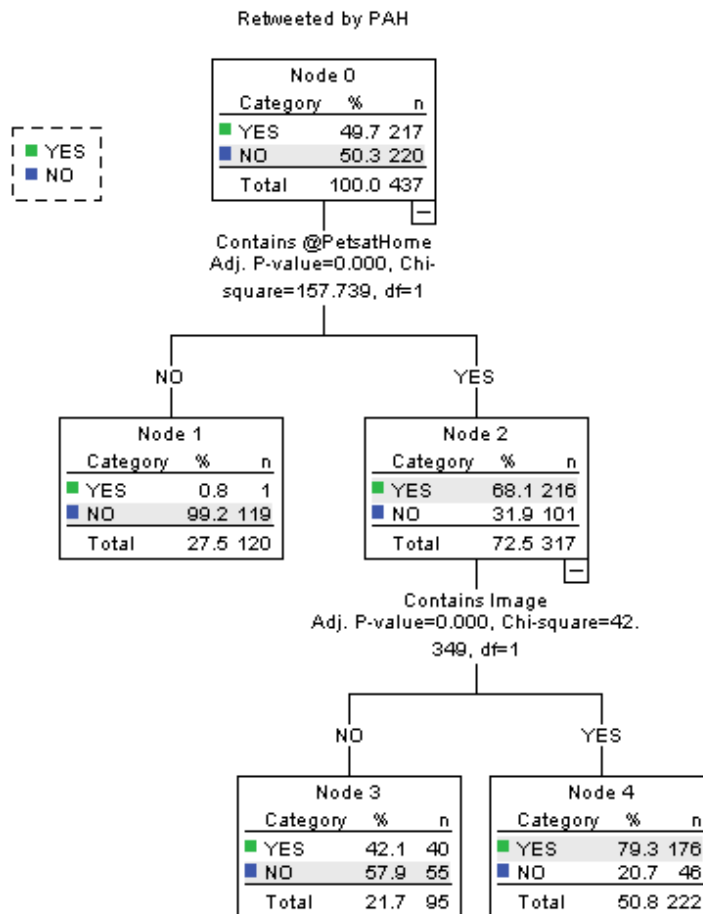 Retweeted by PAH
YES
NO
Node 0
Category % n
YES 49.7 217
NO 50.3 220
Total 100.0 437
Contains @PetsatHome
Adj. P-value=0.000, Chi-
square=157.739, df=1
NO YES
Node 1
Category % n
YES 0.8 1
NO 99.2 119
Total 27.5 120
Node 2
Category % n
YES 68.1 216
NO 31.9 101
Total 72.5 317
Contains Image
Adj. P-value=0.000, Chi-square=42.
349, df=1
NO YES
Node 3
Category % n
YES 42.1 40
NO 57.9 55
Total 21.7 95
Node 4
Category % n
YES 79.3 176
NO 20.7 46
Total 50.8 222